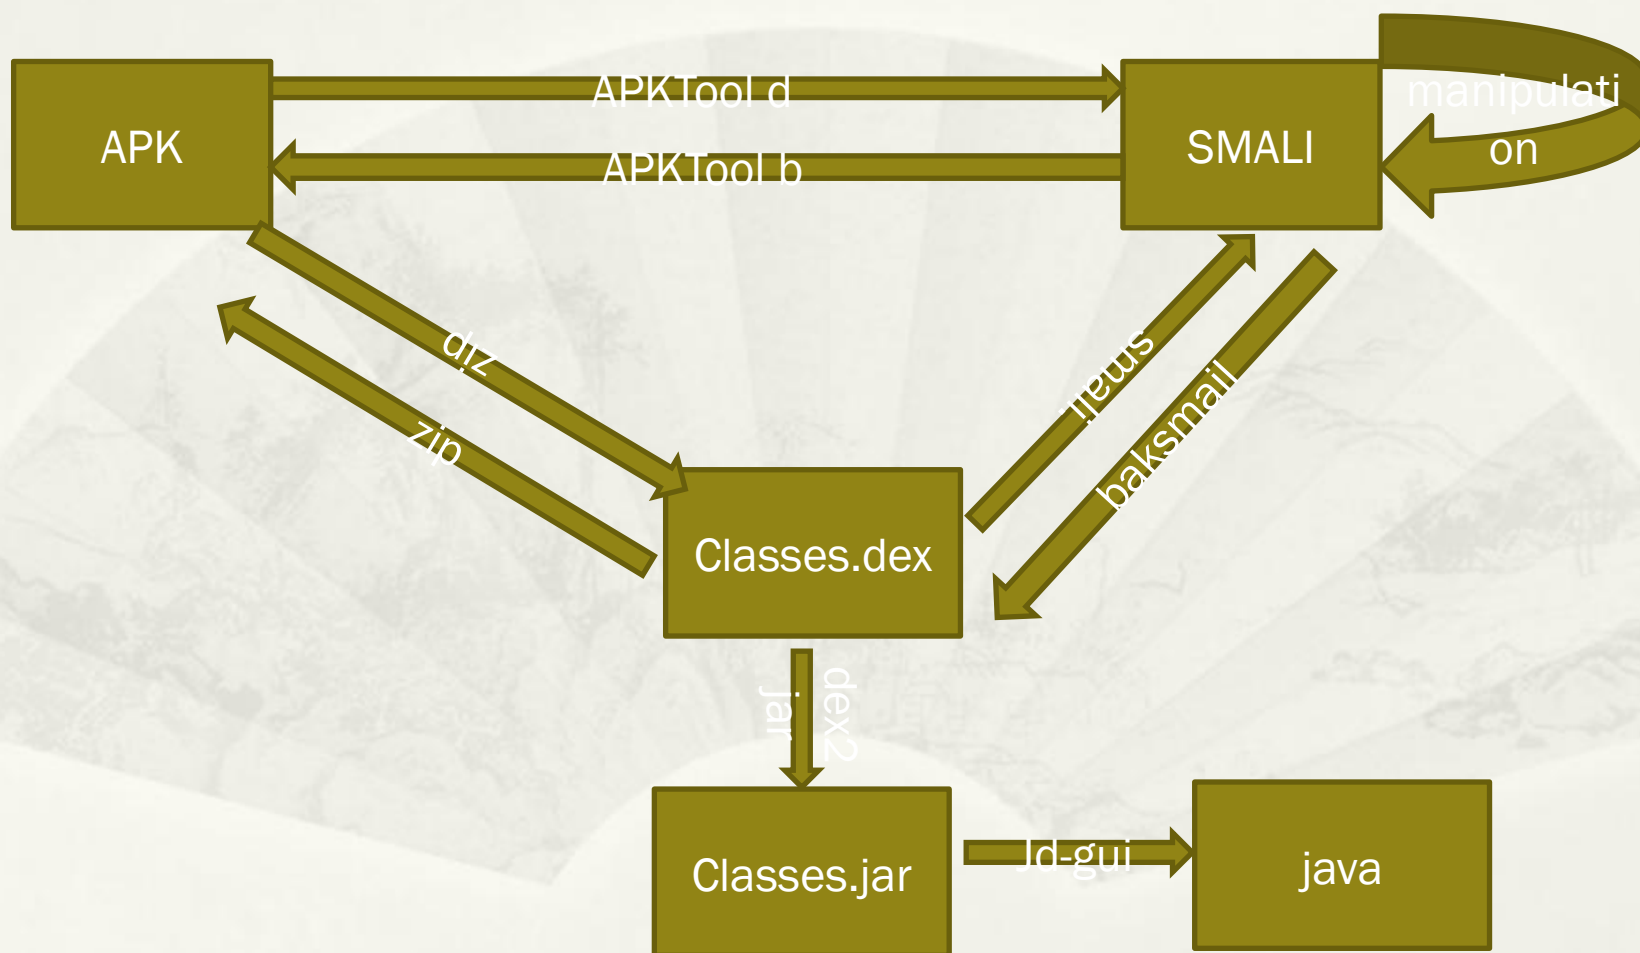 APK
APKTool d
APKTool b
SMALI
manipulati
on
zip
zip
smali
baksmail
Classes.dex
dex2
jar
Classes.jar
Jd-gui
java